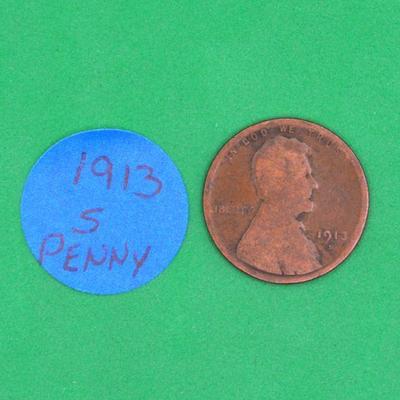 1913
S
PENNY
IN GOD WE TRUST
LIBERTY
1913
S